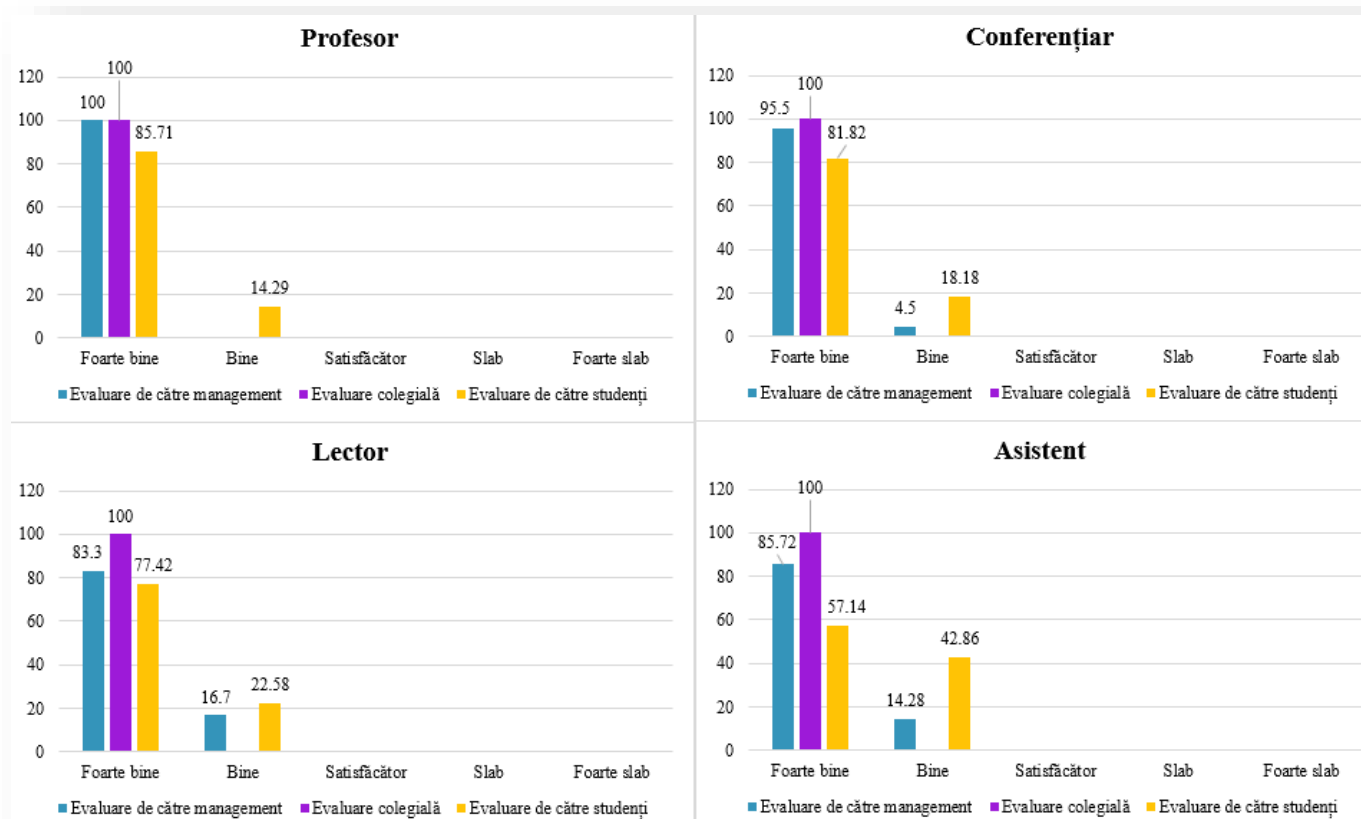 Profesor
120
100
80
60
40
20
0
100
100
85.71
14.29
Foarte bine
Bine
Satisfăcător
Slab
Foarte slab
Evaluare de către management
Evaluare colegială
Evaluare de către studenți
Conferențiar
120
100
80
60
40
20
0
95.5
100
81.82
4.5
18.18
Foarte bine
Bine
Satisfăcător
Slab
Foarte slab
Evaluare de către management
Evaluare colegială
Evaluare de către studenți
Lector
120
100
80
60
40
20
0
83.3
100
77.42
16.7
22.58
Foarte bine
Bine
Satisfăcător
Slab
Foarte slab
Evaluare de către management
Evaluare colegială
Evaluare de către studenți
Asistent
120
100
80
60
40
20
0
85.72
100
57.14
14.28
42.86
Foarte bine
Bine
Satisfăcător
Slab
Foarte slab
Evaluare de către management
Evaluare colegială
Evaluare de către studenți